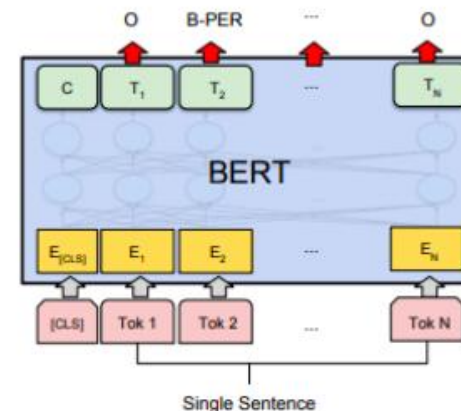 O B-PER ... O
C T1 T2 ... TN
BERT
E[CLS] E1 E2 ... EN
[CLS] Tok 1 Tok 2 ... Tok N
Single Sentence